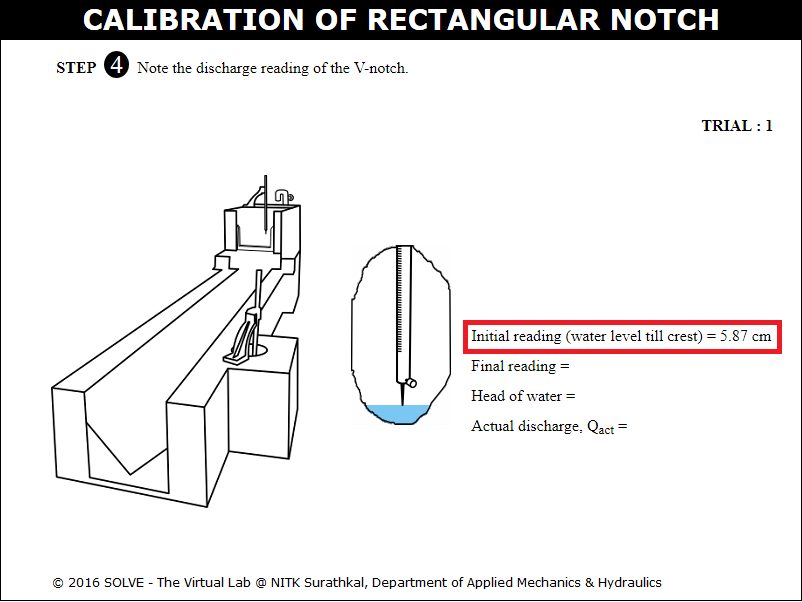 CALIBRATION OF RECTANGULAR NOTCH
STEP 4 Note the discharge reading of the V-notch.
TRIAL : 1
Initial reading (water level till crest) = 5.87 cm
Final reading =
Head of water =
Actual discharge, Qact =
© 2016 SOLVE - The Virtual Lab @ NITK Surathkal, Department of Applied Mechanics & Hydraulics